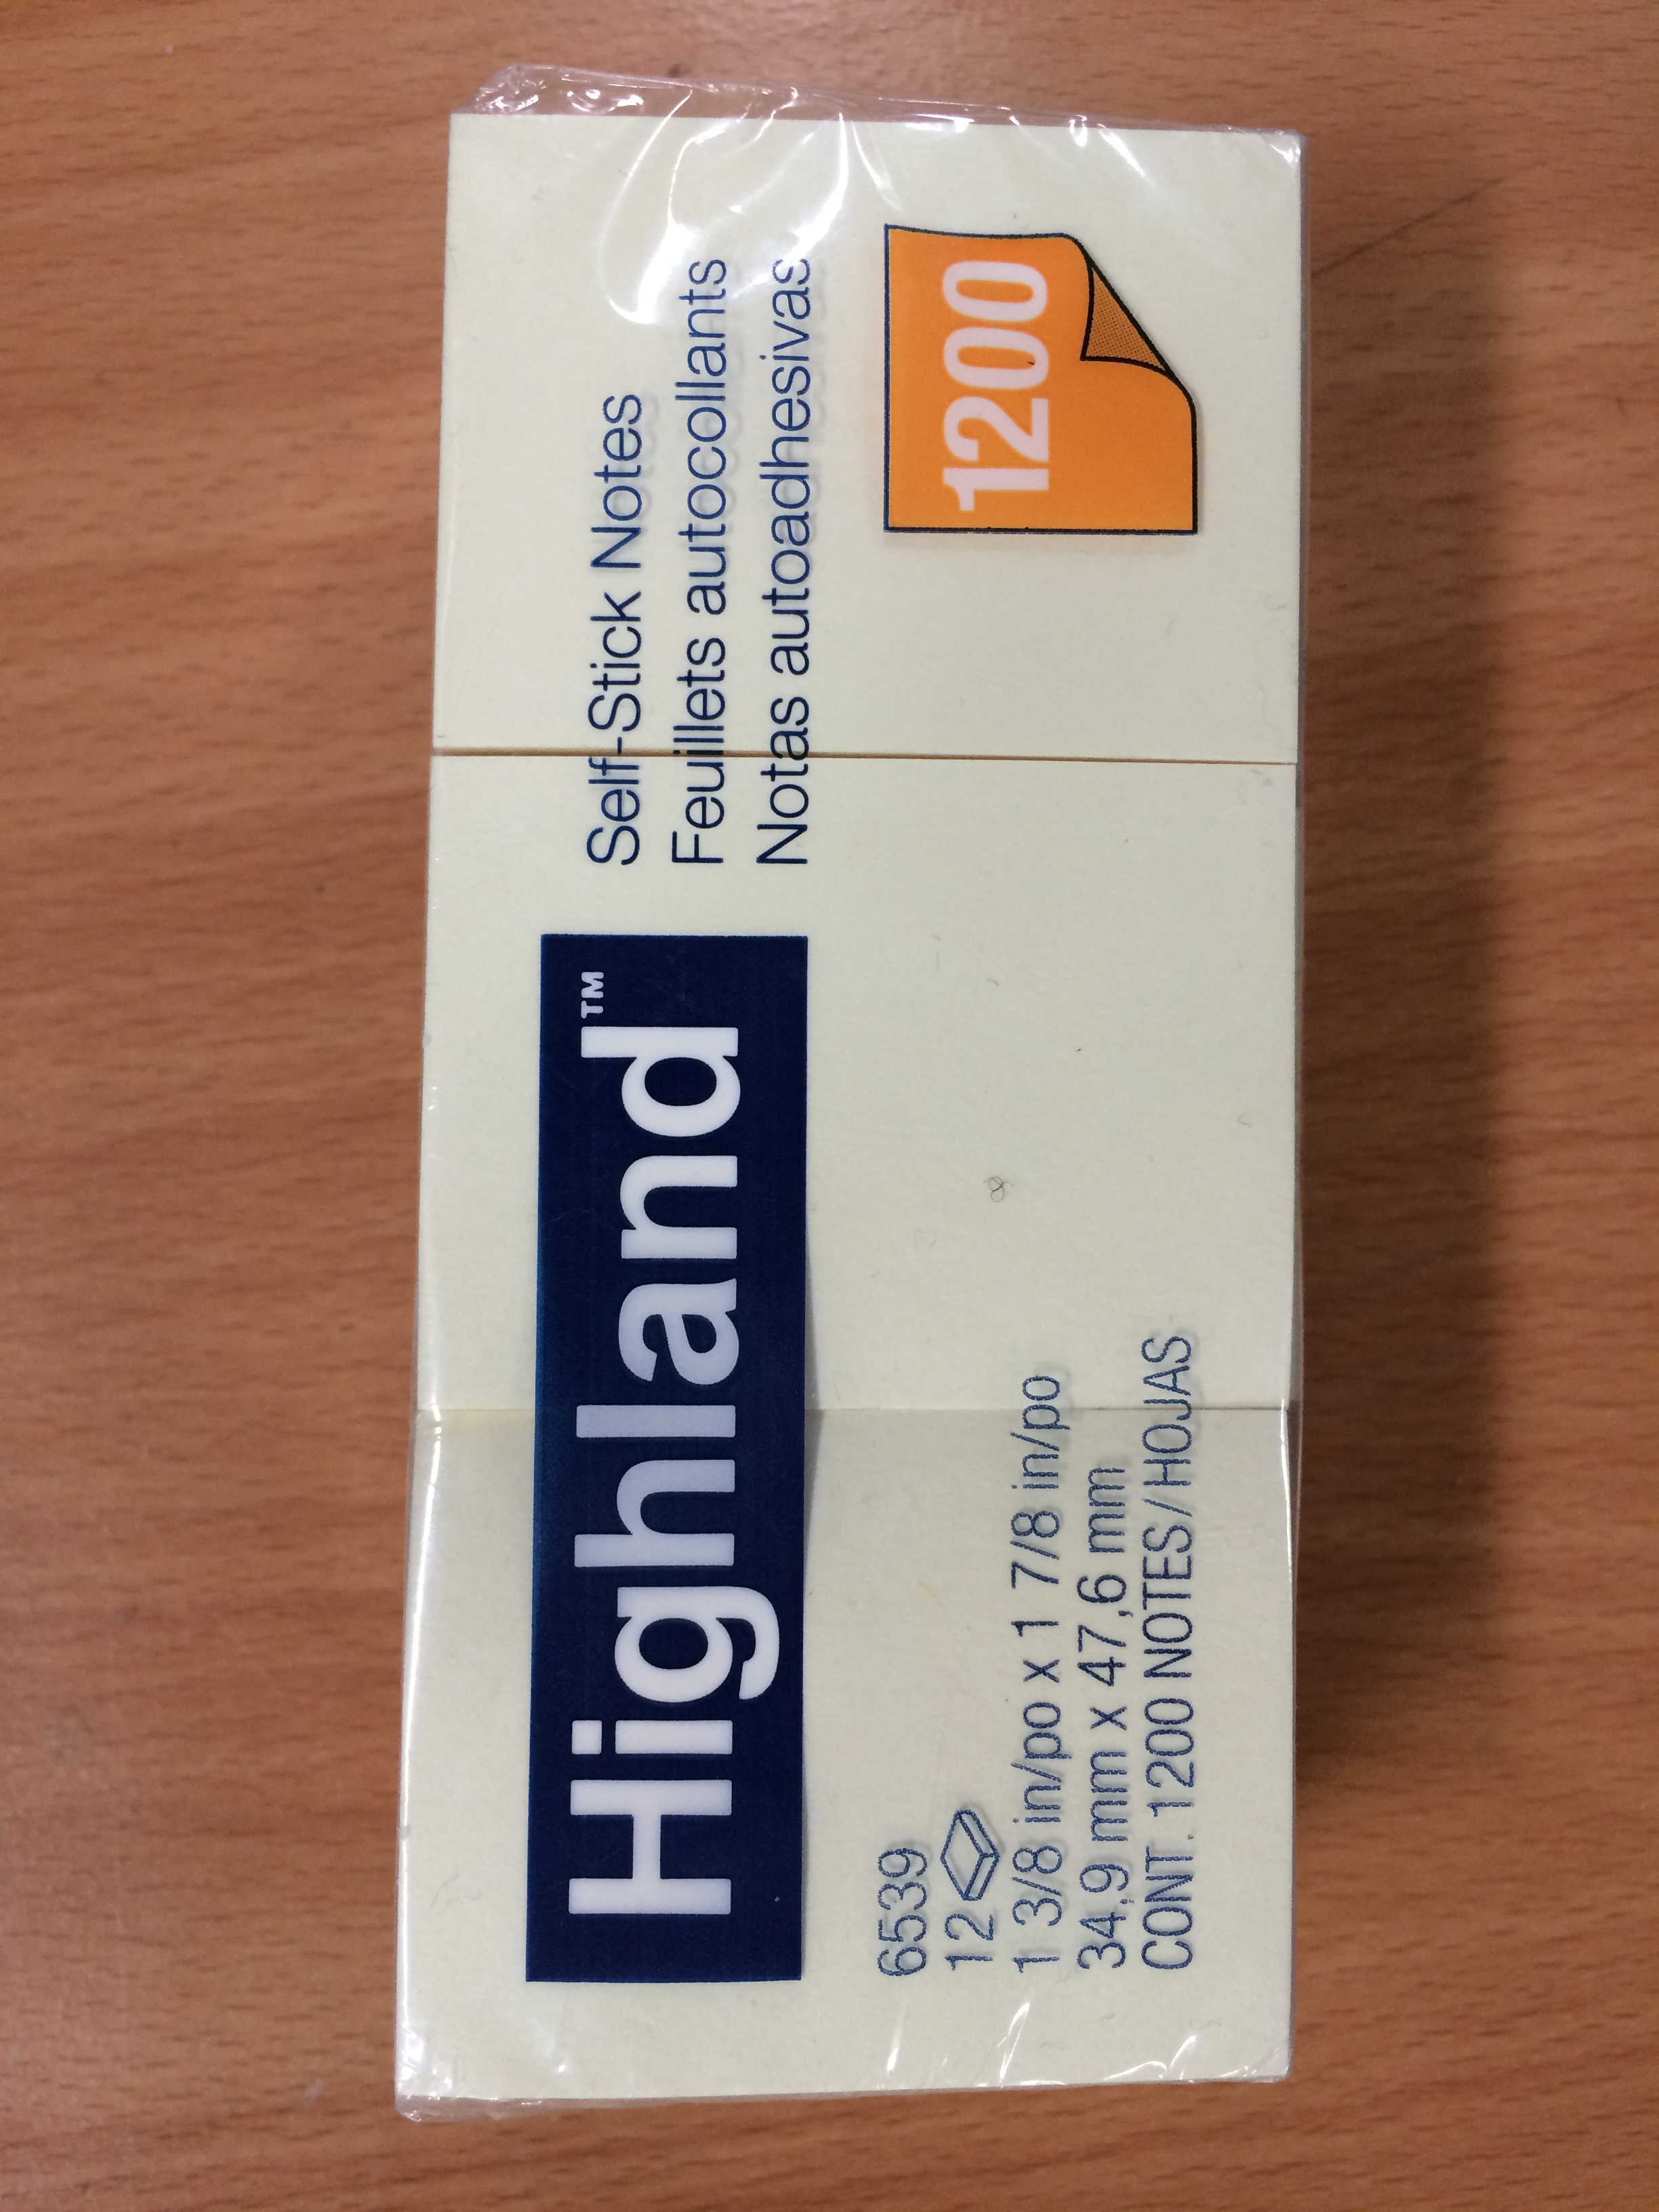 Highland™
Self-Stick Notes
Feuillets autocollants
Notas autoadhesivas
6539
12
1 3/8 in/po x 1 7/8 in/po
34,9 mm x 47,6 mm
CONT. 1200 NOTES/HOJAS
1200